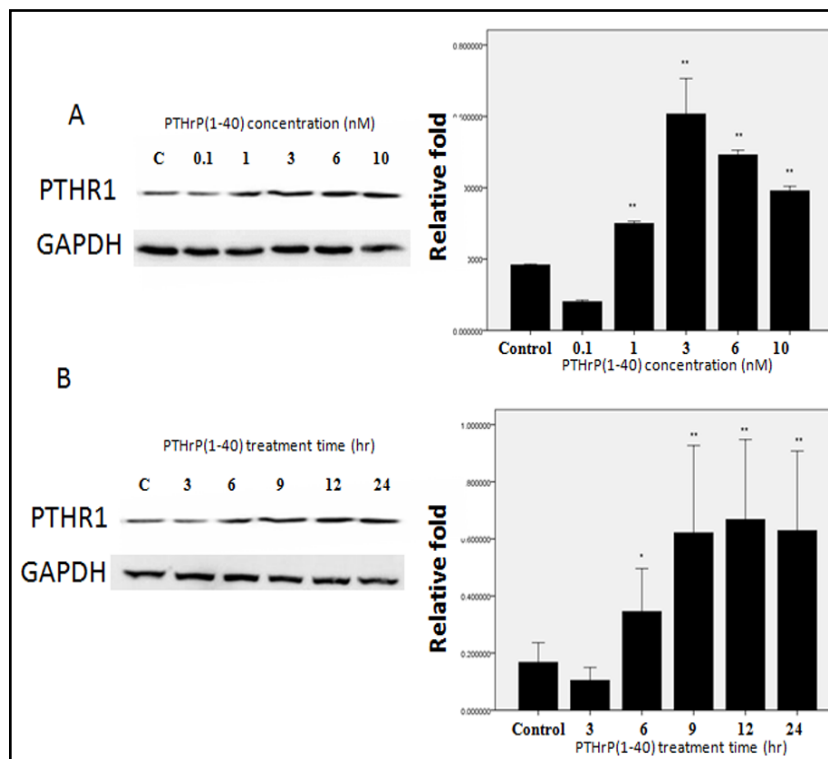 A
PTHrP(1-40) concentration (nM)
C 0.1 1 3 6 10
PTHR1
GAPDH
Relative fold
0.800000
0.000000
** ** ** **
Control 0.1 1 3 6 10
PTHrP(1-40) concentration (nM)
B
PTHrP(1-40) treatment time (hr)
C 3 6 9 12 24
PTHR1
GAPDH
Relative fold
1.000000
0.400000
0.200000
0.000000
* ** ** **
Control 3 6 9 12 24
PTHrP(1-40) treatment time (hr)